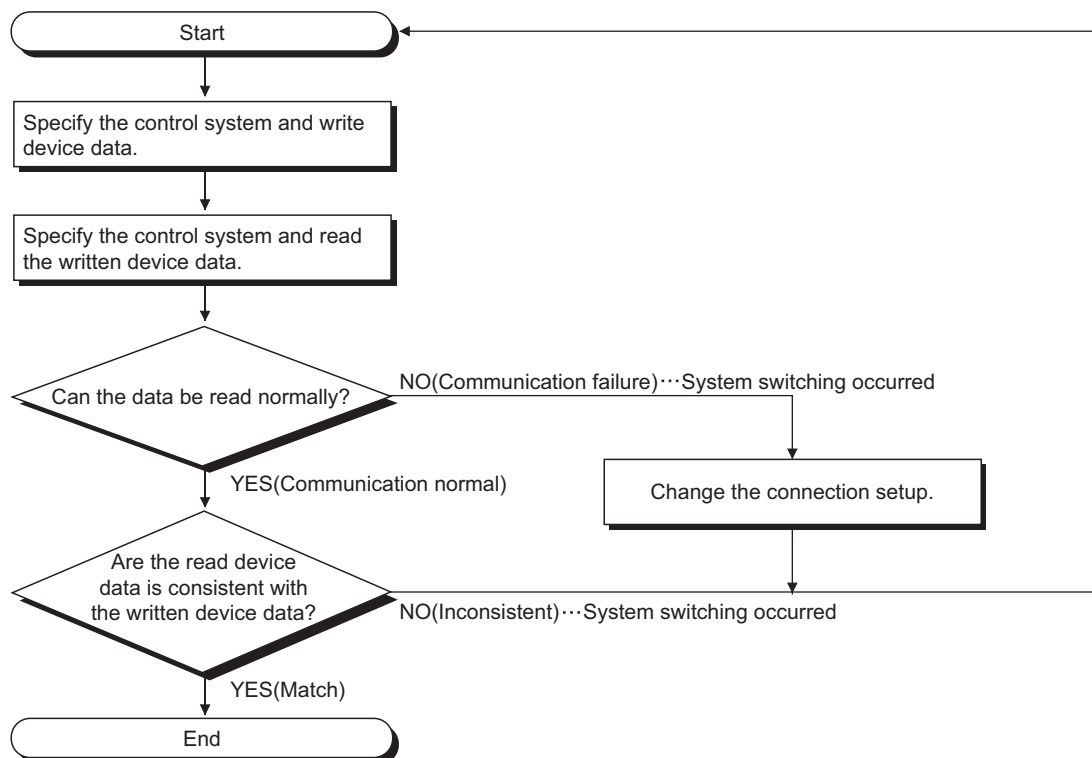 Start
Specify the control system and write
device data.
Specify the control system and read
the written device data.
Can the data be read normally?
NO(Communication failure)⋯System switching occurred
YES(Communication normal)
Change the connection setup.
Are the read device
data is consistent with
the written device data?
NO(Inconsistent)⋯System switching occurred
YES(Match)
End